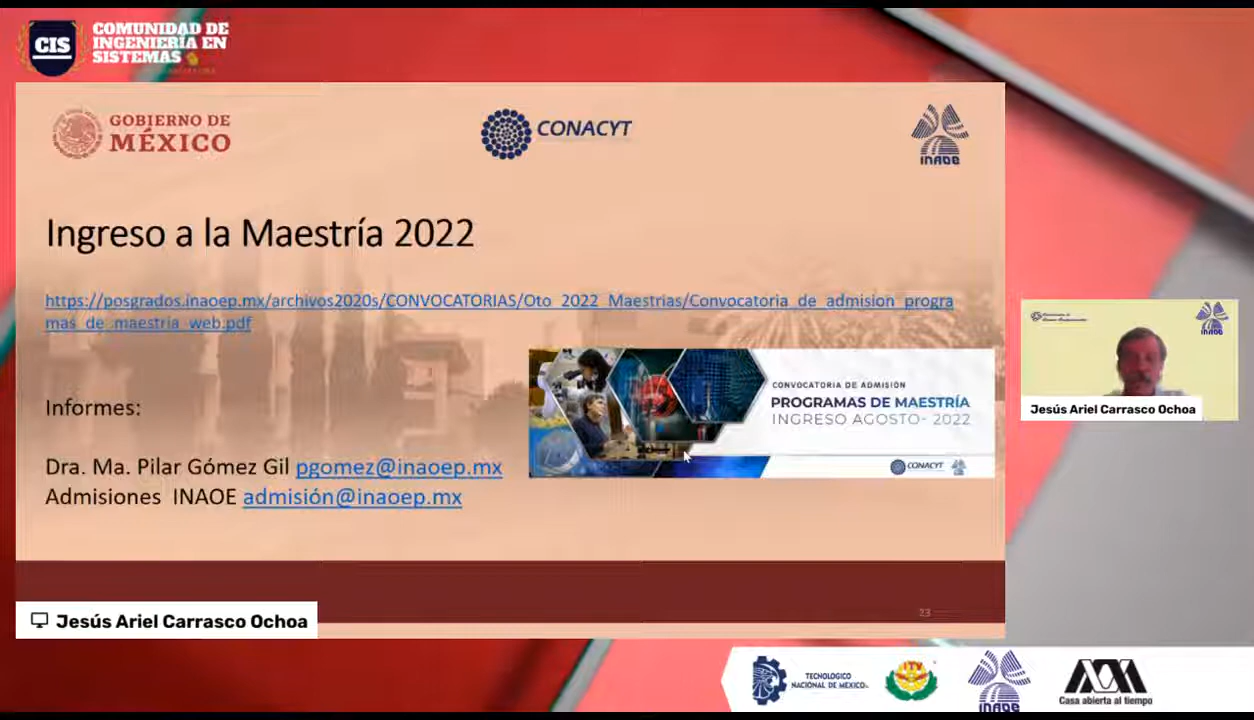 CIS
COMUNIDAD DE
INGENIERÍA EN
SISTEMAS
GOBIERNO DE
MÉXICO
CONACYT
INAOE
Ingreso a la Maestría 2022
https://posgrados.inaoep.mx/archivos2020s/CONVOCATORIAS/Oto_2022_Maestrias/Convocatoria_de_admision_progra
mas_de_maestria_web.pdf
CONVOCATORIA DE ADMISIÓN
PROGRAMAS DE MAESTRÍA
INGRESO AGOSTO- 2022
CONACYT
Informes:
Dra. Ma. Pilar Gómez Gil pgomez@inaoep.mx
Admisiones INAOE admisión@inaoep.mx
23
Jesús Ariel Carrasco Ochoa
INAOE
Jesús Ariel Carrasco Ochoa
TECNOLÓGICO
NACIONAL DE MÉXICO
ITV
INAOE
Casa abierta al tiempo